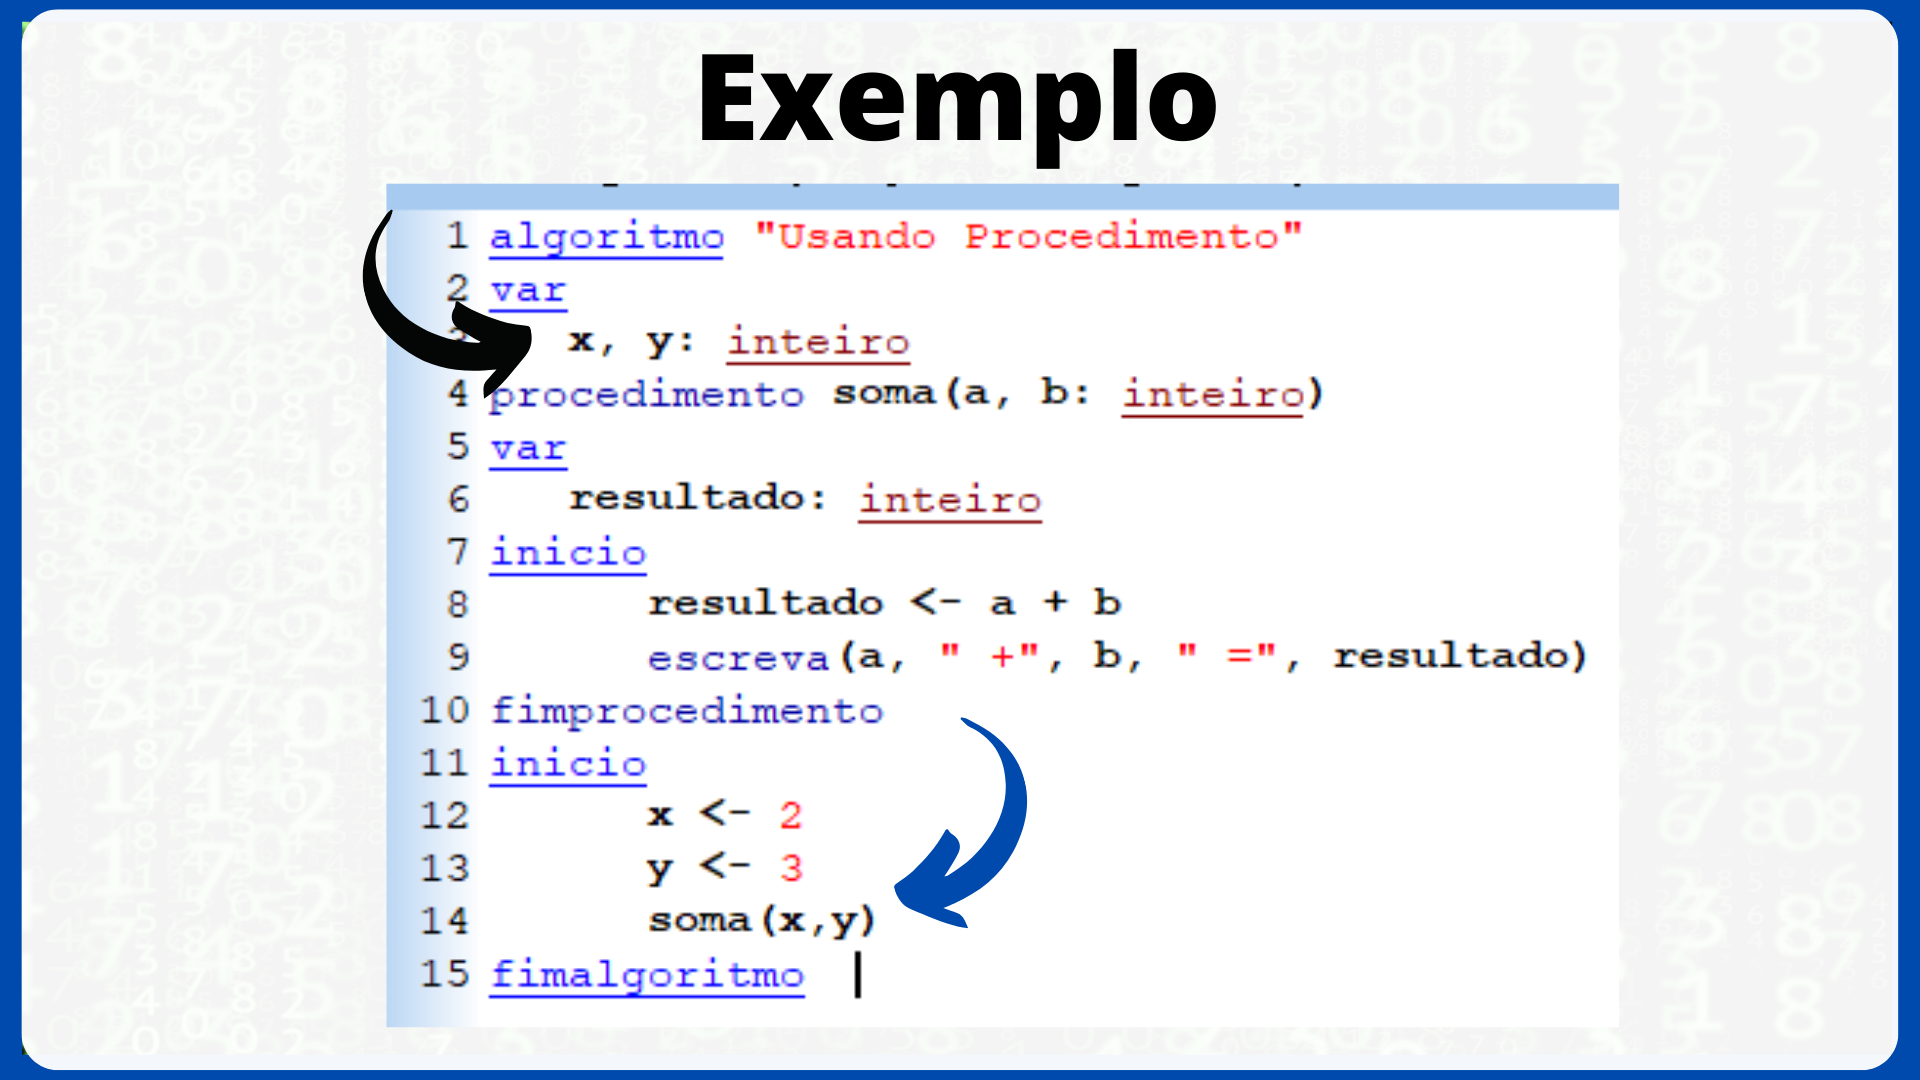 Exemplo
1 algoritmo "Usando Procedimento"
2 var
3 x, y: inteiro
4 procedimento soma(a, b: inteiro)
5 var
6 resultado: inteiro
7 inicio
8 resultado <- a + b
9 escreva(a, " +", b, " =", resultado)
10 fimprocedimento
11 inicio
12 x <- 2
13 y <- 3
14 soma(x,y)
15 fimalgoritmo